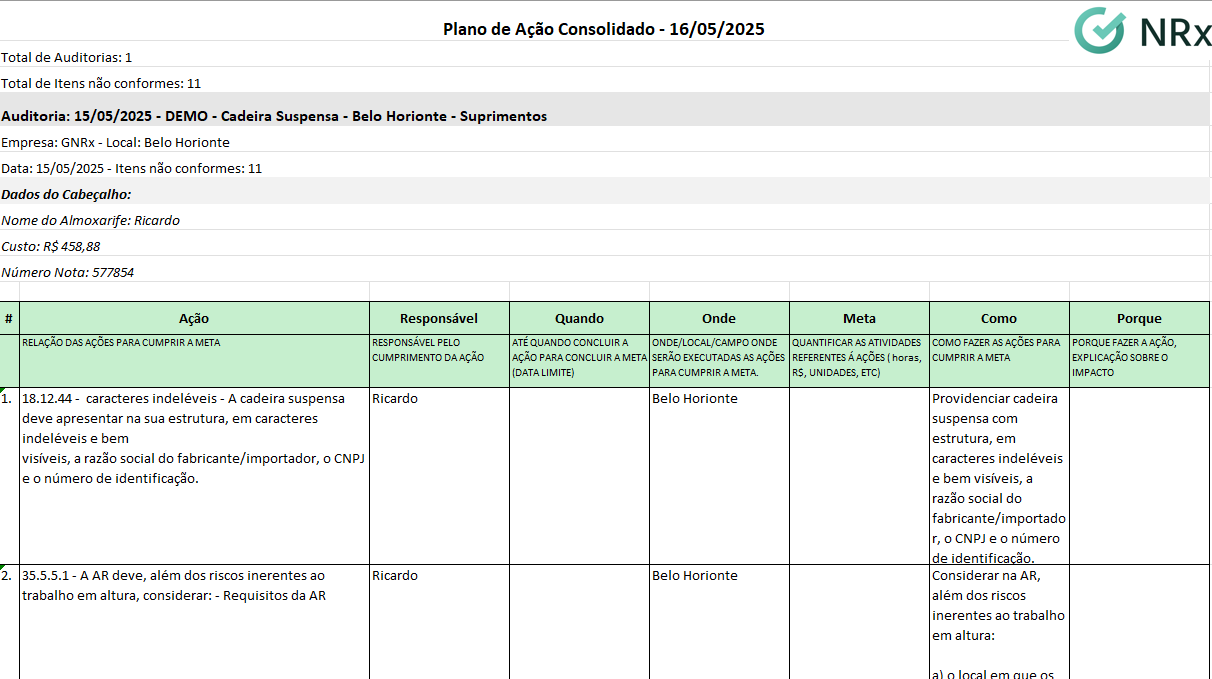 Plano de Ação Consolidado - 16/05/2025
NRx
Total de Auditorias: 1
Total de Itens não conformes: 11
Auditoria: 15/05/2025 - DEMO - Cadeira Suspensa - Belo Horionte - Suprimentos
Empresa: GNRx - Local: Belo Horionte
Data: 15/05/2025 - Itens não conformes: 11
Dados do Cabeçalho:
Nome do Almoxarife: Ricardo
Custo: R$ 458,88
Número Nota: 577854
# Ação Responsável Quando Onde Meta Como Porque
RELAÇÃO DAS AÇÕES PARA CUMPRIR A META
RESPONSÁVEL PELO
CUMPRIMENTO DA AÇÃO
ATÉ QUANDO CONCLUIR A
AÇÃO PARA CONCLUIR A META
(DATA LIMITE)
ONDE/LOCAL/CAMPO ONDE
SERÃO EXECUTADAS AS AÇÕES
PARA CUMPRIR A META.
QUANTIFICAR AS ATIVIDADES
REFERENTES Á AÇÕES ( horas,
R$, UNIDADES, ETC)
COMO FAZER AS AÇÕES PARA
CUMPRIR A META
PORQUE FAZER A AÇÃO,
EXPLICAÇÃO SOBRE O
IMPACTO
1.
18.12.44 - caracteres indeléveis - A cadeira suspensa
deve apresentar na sua estrutura, em caracteres
indeléveis e bem
visíveis, a razão social do fabricante/importador, o CNPJ
e o número de identificação.
Ricardo
Belo Horionte
Providenciar cadeira
suspensa com
estrutura, em
caracteres indeléveis
e bem visíveis, a
razão social do
fabricante/importado
r, o CNPJ e o número
de identificação.
2.
35.5.5.1 - A AR deve, além dos riscos inerentes ao
trabalho em altura, considerar: - Requisitos da AR
Ricardo
Belo Horionte
Considerar na AR,
além dos riscos
inerentes ao trabalho
em altura:
a) o local em que os